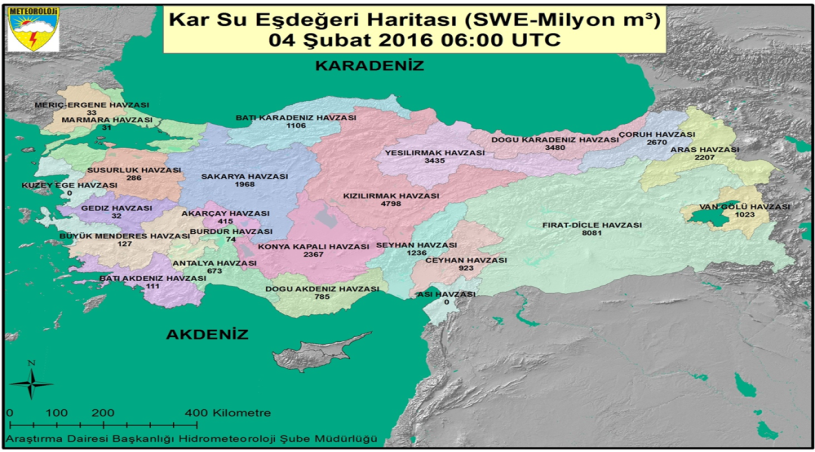 METEOROLOJİ
Kar Su Eşdeğeri Haritası (SWE-Milyon m³)
04 Şubat 2016 06:00 UTC
KARADENİZ
MERİÇ-ERGENE HAVZASI
33
MARMARA HAVZASI
31
BATI KARADENİZ HAVZASI
1106
DOĞU KARADENİZ HAVZASI
3480
ÇORUH HAVZASI
2670
ARAS HAVZASI
2207
YEŞİLIRMAK HAVZASI
3435
SUSURLUK HAVZASI
286
SAKARYA HAVZASI
1968
KUZEY EGE HAVZASI
0
KIZILIRMAK HAVZASI
4798
GEDİZ HAVZASI
32
AKARÇAY HAVZASI
415
VAN GÖLÜ HAVZASI
1023
FIRAT-DİCLE HAVZASI
8081
BÜYÜK MENDERES HAVZASI
127
BURDUR HAVZASI
74
KONYA KAPALI HAVZASI
2367
SEYHAN HAVZASI
1236
CEYHAN HAVZASI
923
ANTALYA HAVZASI
673
BATI AKDENİZ HAVZASI
111
DOĞU AKDENİZ HAVZASI
785
ASİ HAVZASI
0
AKDENİZ
N
0 100 200 400 Kilometre
Araştırma Dairesi Başkanlığı Hidrometeoroloji Şube Müdürlüğü